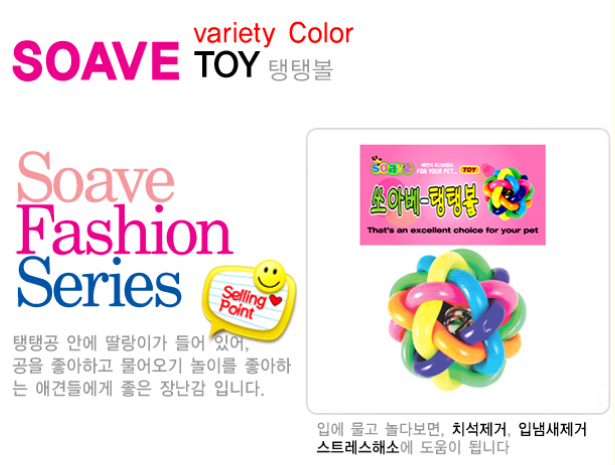 SOAVE
variety Color
TOY 탱탱볼
Soave
Fashion
Series
Selling
Point
탱탱공 안에 딸랑이가 들어 있어,
공을 좋아하고 물어오기 놀이를 좋아하
는 애견들에게 좋은 장난감 입니다.
Soave
FOR YOUR PET... TOY
쏘아베-탱탱볼
That's an excellent choice for your pet
입에 물고 놀다보면, 치석제거, 입냄새제거
스트레스해소에 도움이 됩니다